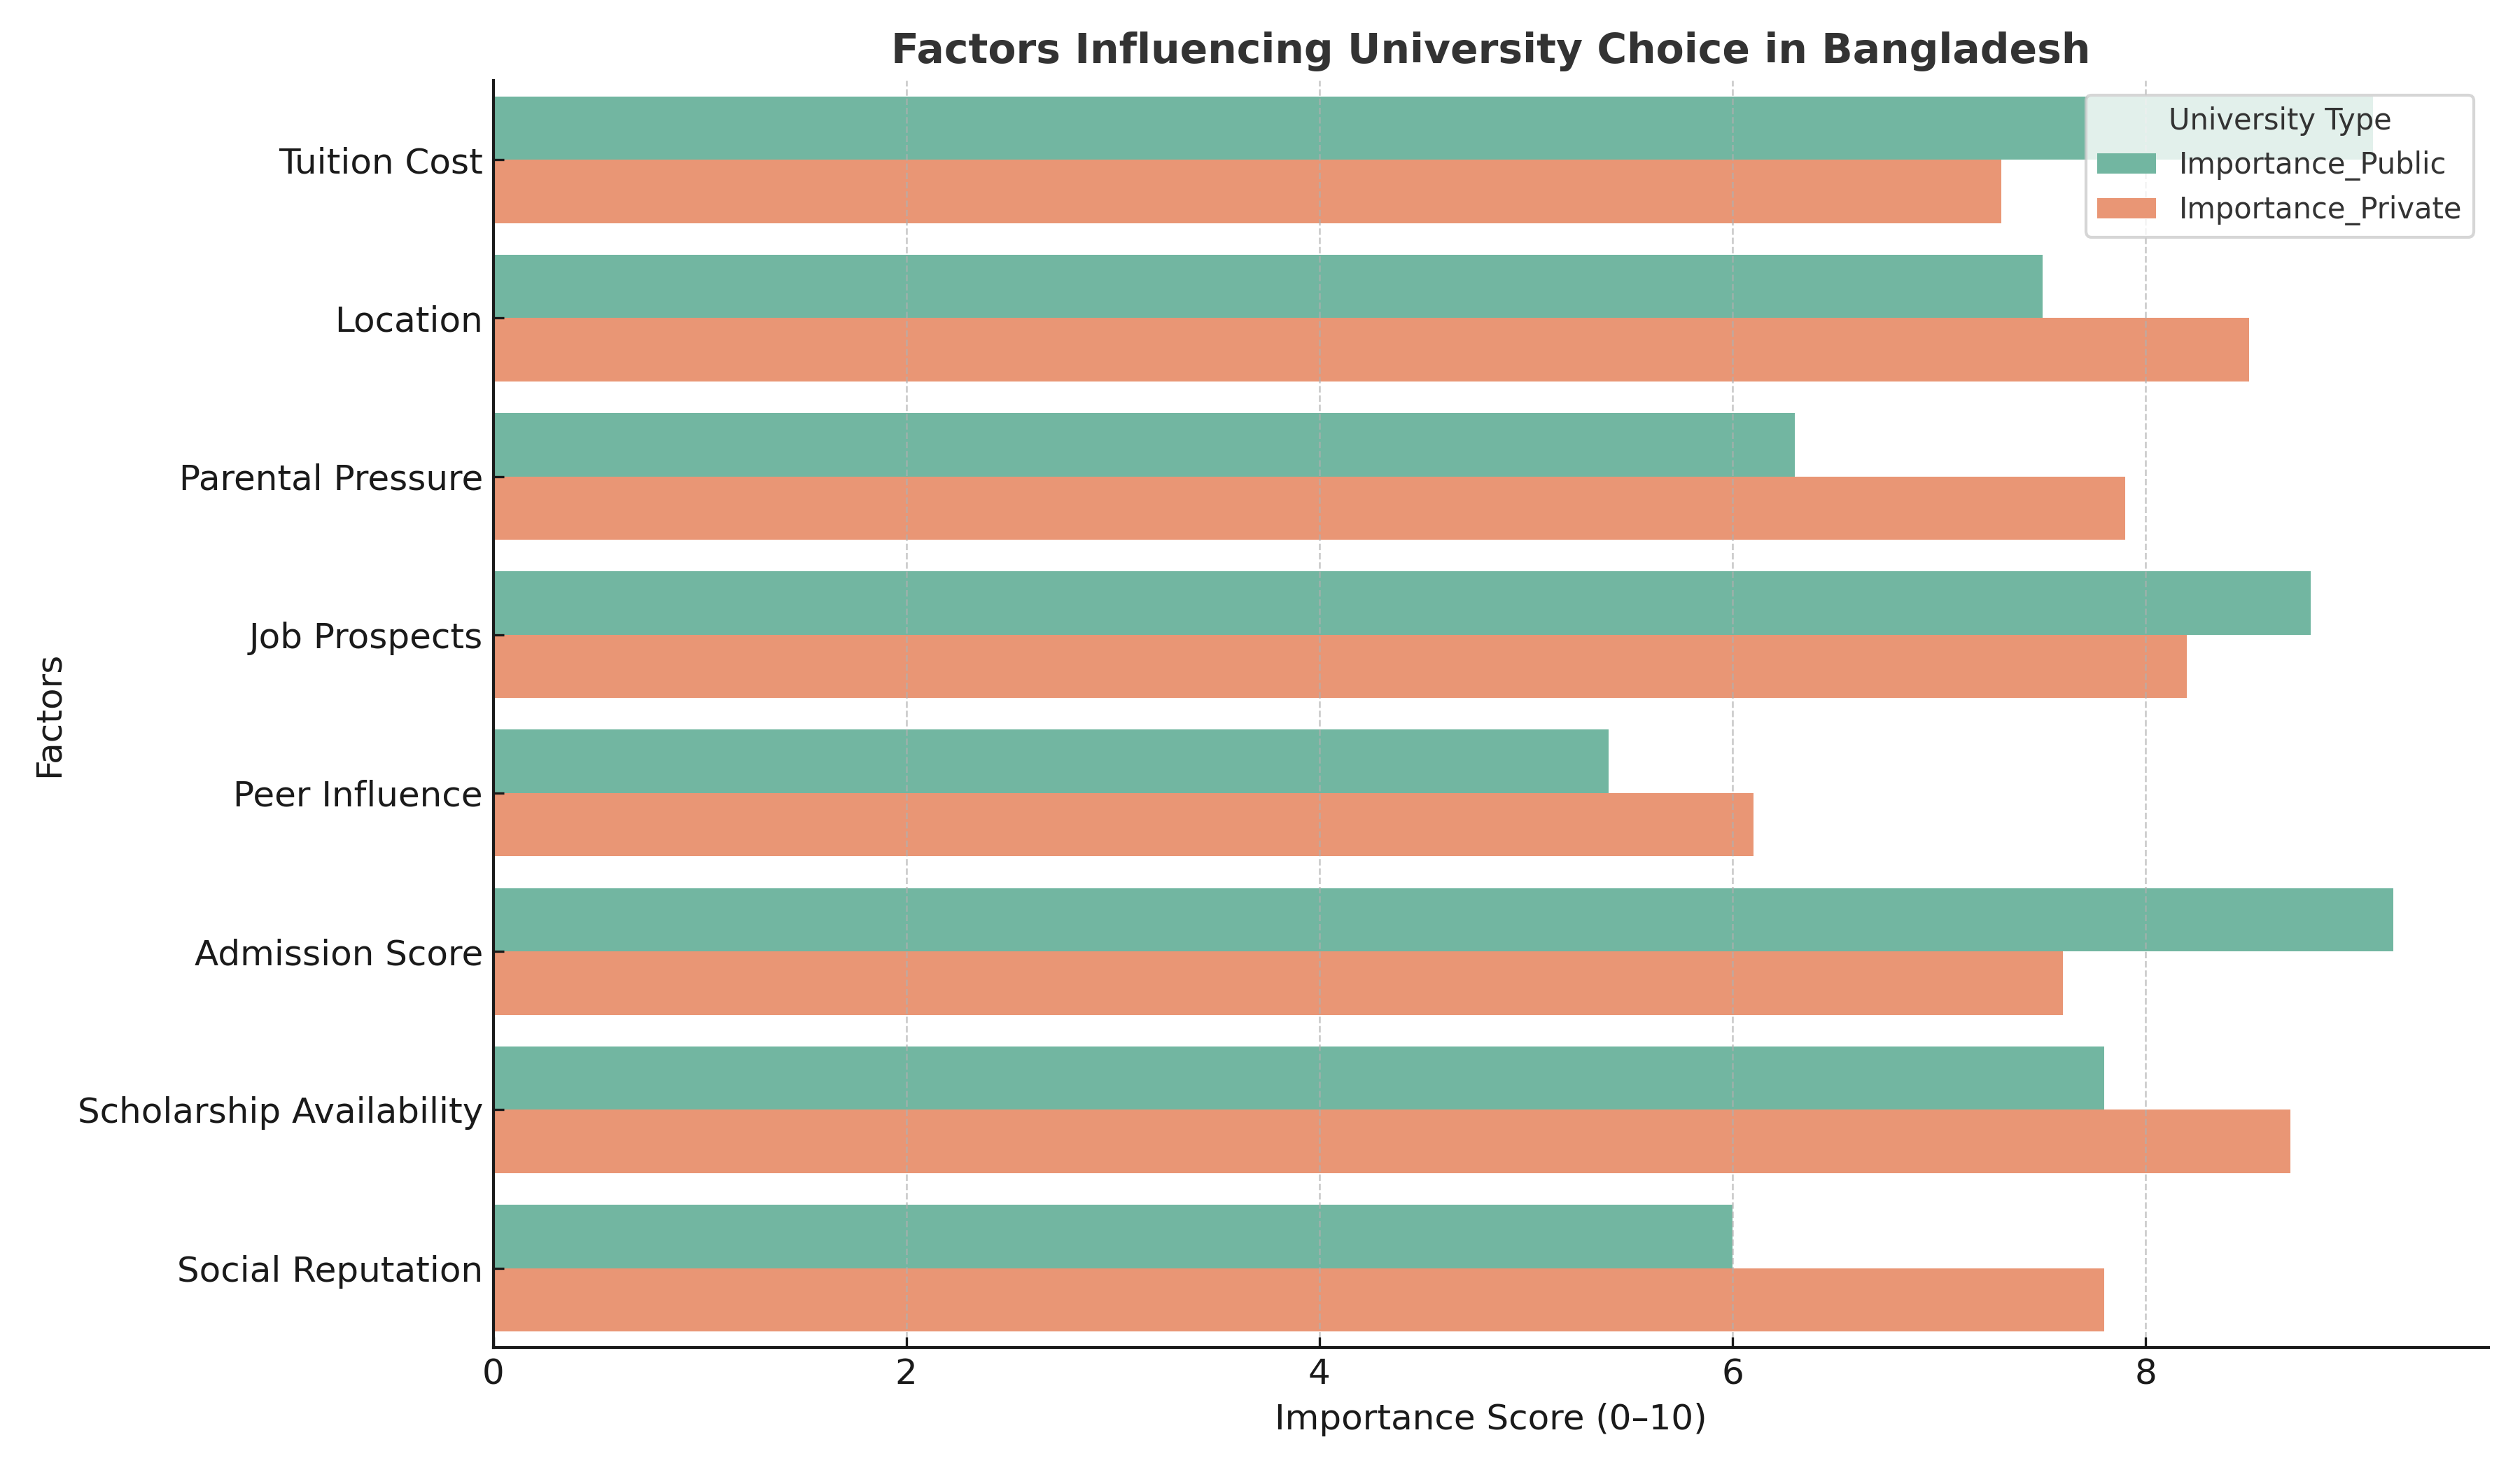 Factors Influencing University Choice in Bangladesh
University Type
Importance_Public
Importance_Private
Tuition Cost
Location
Parental Pressure
Job Prospects
Peer Influence
Admission Score
Scholarship Availability
Social Reputation
Factors
0 2 4 6 8
Importance Score (0–10)